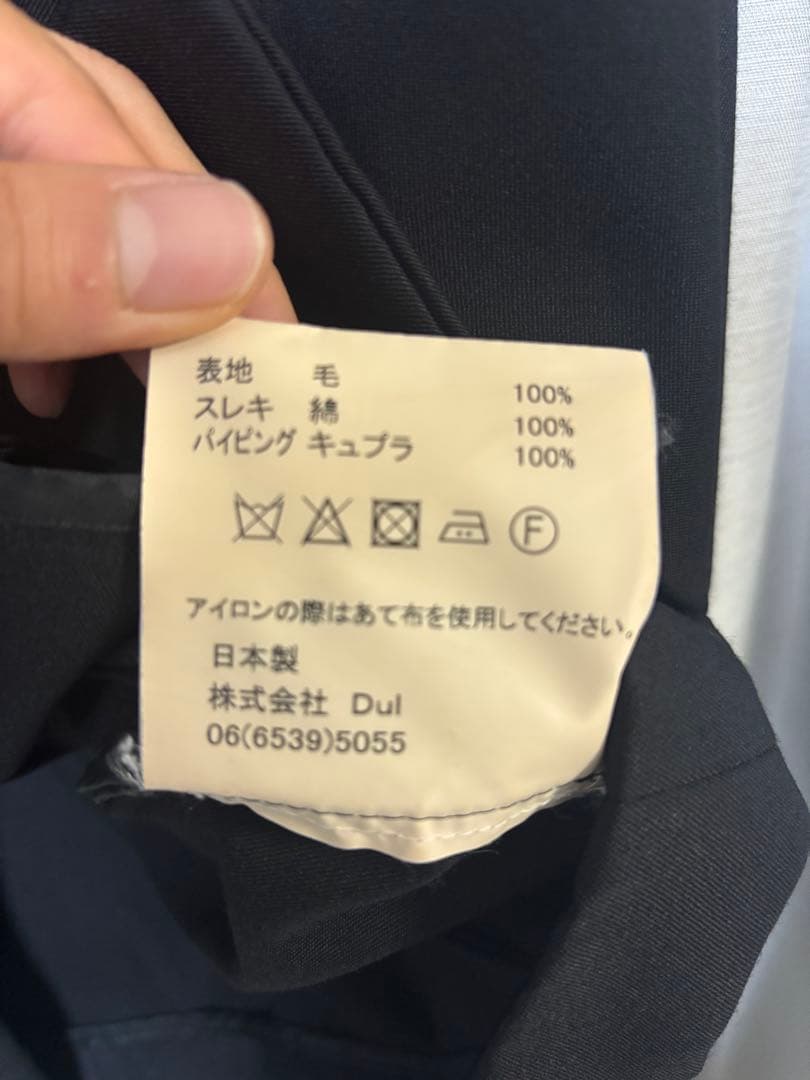 表地 毛 100%
スレキ 綿 100%
パイピング キュプラ 100%
F
アイロンの際はあて布を使用してください。
日本製
株式会社 Dul
06(6539)5055